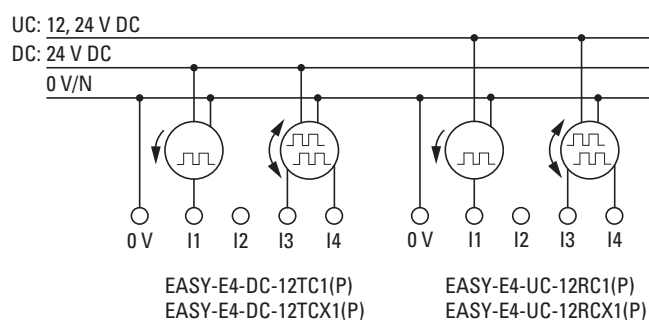 UC: 12, 24 V DC
DC: 24 V DC
0 V/N
0 V I1 I2 I3 I4 0 V I1 I2 I3 I4
EASY-E4-DC-12TC1(P) EASY-E4-UC-12RC1(P)
EASY-E4-DC-12TCX1(P) EASY-E4-UC-12RCX1(P)